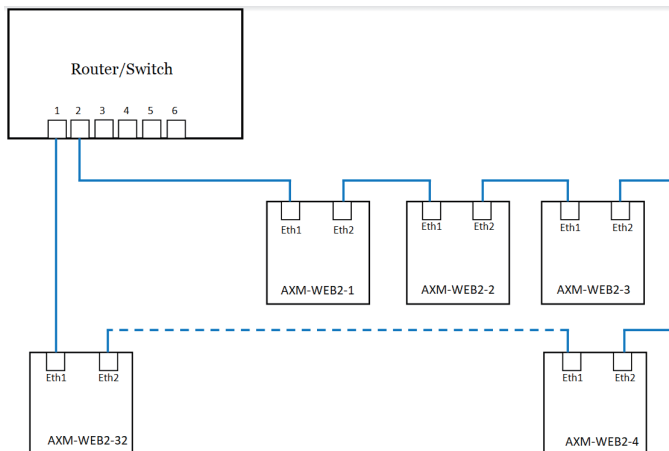 Router/Switch
1 2 3 4 5 6
Eth1 Eth2 Eth1 Eth2 Eth1 Eth2
AXM-WEB2-1 AXM-WEB2-2 AXM-WEB2-3
Eth1 Eth2 Eth1 Eth2
AXM-WEB2-32 AXM-WEB2-4